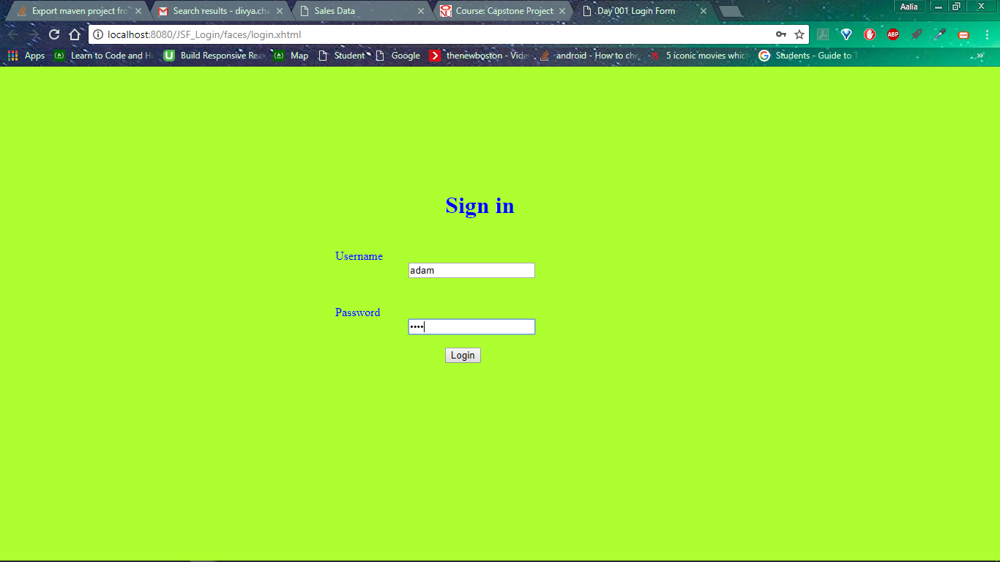 Export maven project fro
Search results - divya.cha
Sales Data
Course: Capstone Project
Day 001 Login Form
Aalia
localhost:8080/JSF_Login/faces/login.xhtml
ABP
Apps
Learn to Code and H
Build Responsive Rea
Map
Student
Google
thenewboston - Vide
android - How to che
5 iconic movies which
Students - Guide to T
Sign in
Username
adam
Password
••••
Login